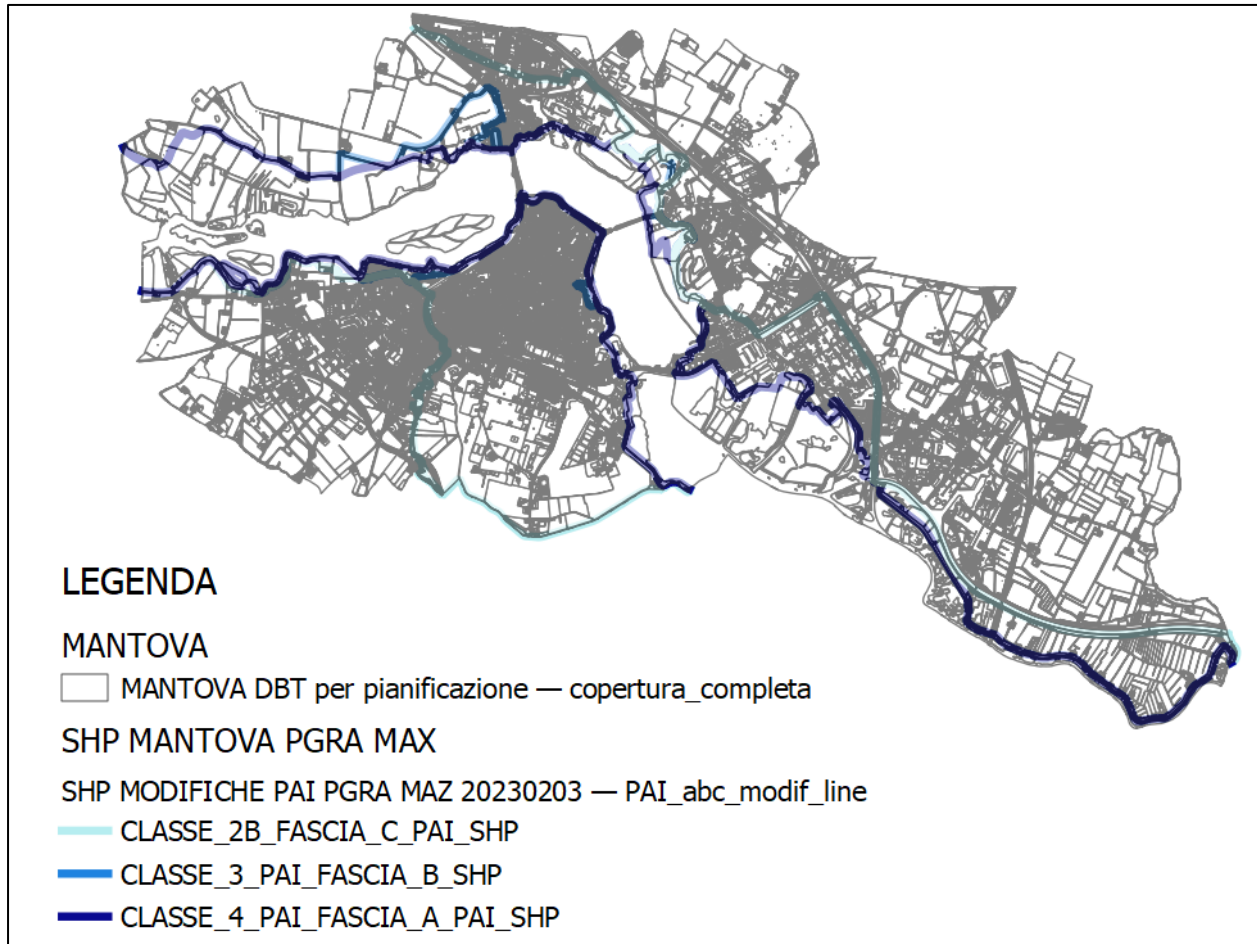 LEGENDA
MANTOVA
MANTOVA DBT per pianificazione — copertura_completa
SHP MANTOVA PGRA MAX
SHP MODIFICHE PAI PGRA MAZ 20230203 — PAI_abc_modif_line
CLASSE_2B_FASCIA_C_PAI_SHP
CLASSE_3_PAI_FASCIA_B_SHP
CLASSE_4_PAI_FASCIA_A_PAI_SHP